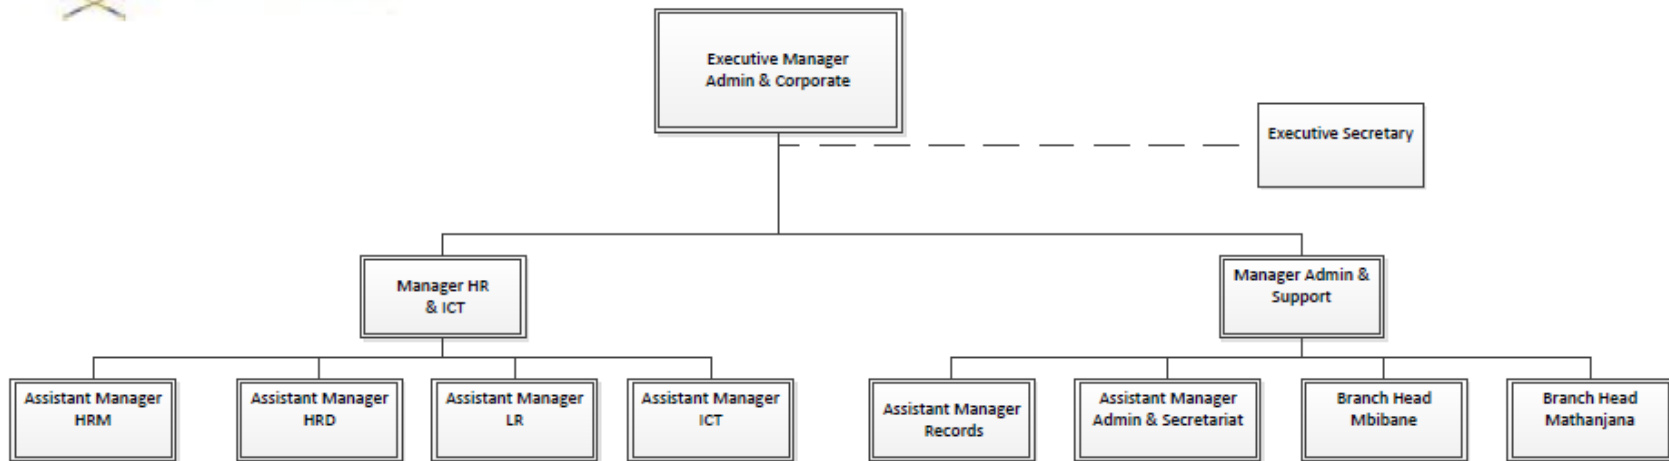 Executive Manager
Admin & Corporate
Executive Secretary
Manager HR
& ICT
Manager Admin &
Support
Assistant Manager
HRM
Assistant Manager
HRD
Assistant Manager
LR
Assistant Manager
ICT
Assistant Manager
Records
Assistant Manager
Admin & Secretariat
Branch Head
Mbibane
Branch Head
Mathanjana